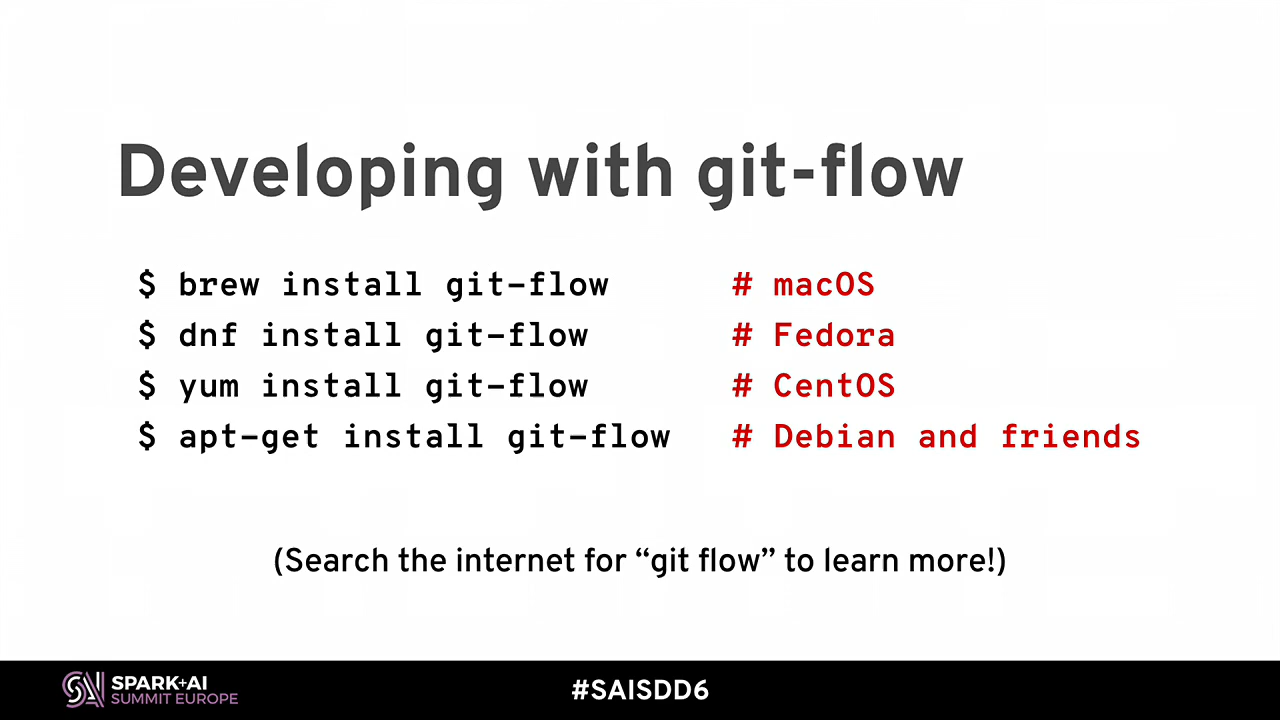 Developing with git-flow
$ brew install git-flow # macOS
$ dnf install git-flow # Fedora
$ yum install git-flow # CentOS
$ apt-get install git-flow # Debian and friends
(Search the internet for “git flow” to learn more!)
SPARK+AI
SUMMIT EUROPE
#SAISDD6